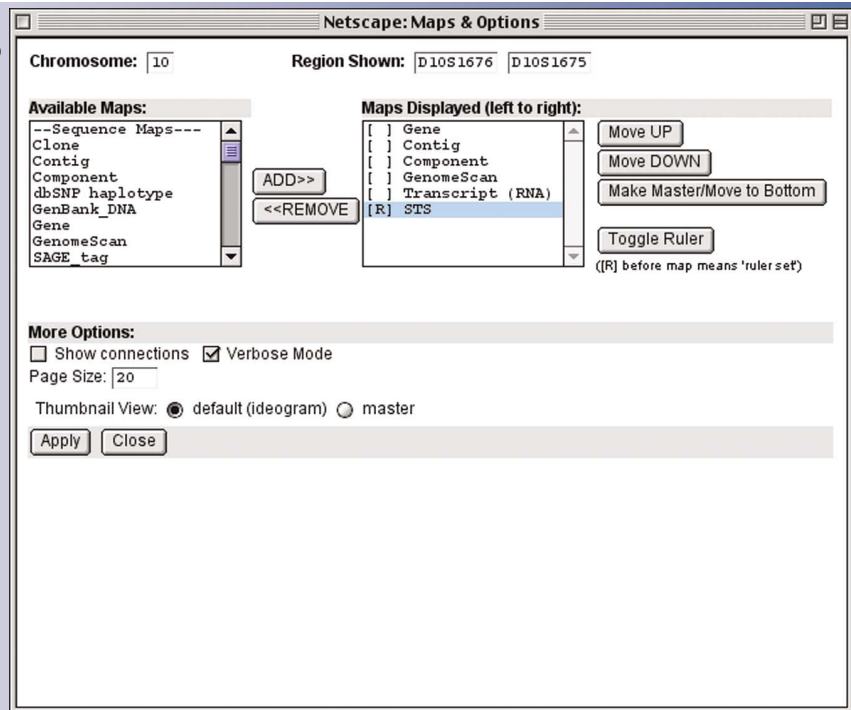 Netscape: Maps & Options
Chromosome: 10 Region Shown: D10S1676 D10S1675
Available Maps:
--Sequence Maps---
Clone
Contig
Component
dbSNP haplotype
GenBank_DNA
Gene
GenomeScan
SAGE_tag
ADD>>
<<REMOVE
Maps Displayed (left to right):
[ ] Gene
[ ] Contig
[ ] Component
[ ] GenomeScan
[ ] Transcript (RNA)
[R] STS
Move UP
Move DOWN
Make Master/Move to Bottom
Toggle Ruler
([R] before map means 'ruler set')
More Options:
Show connections Verbose Mode
Page Size: 20
Thumbnail View: default (ideogram) master
Apply Close